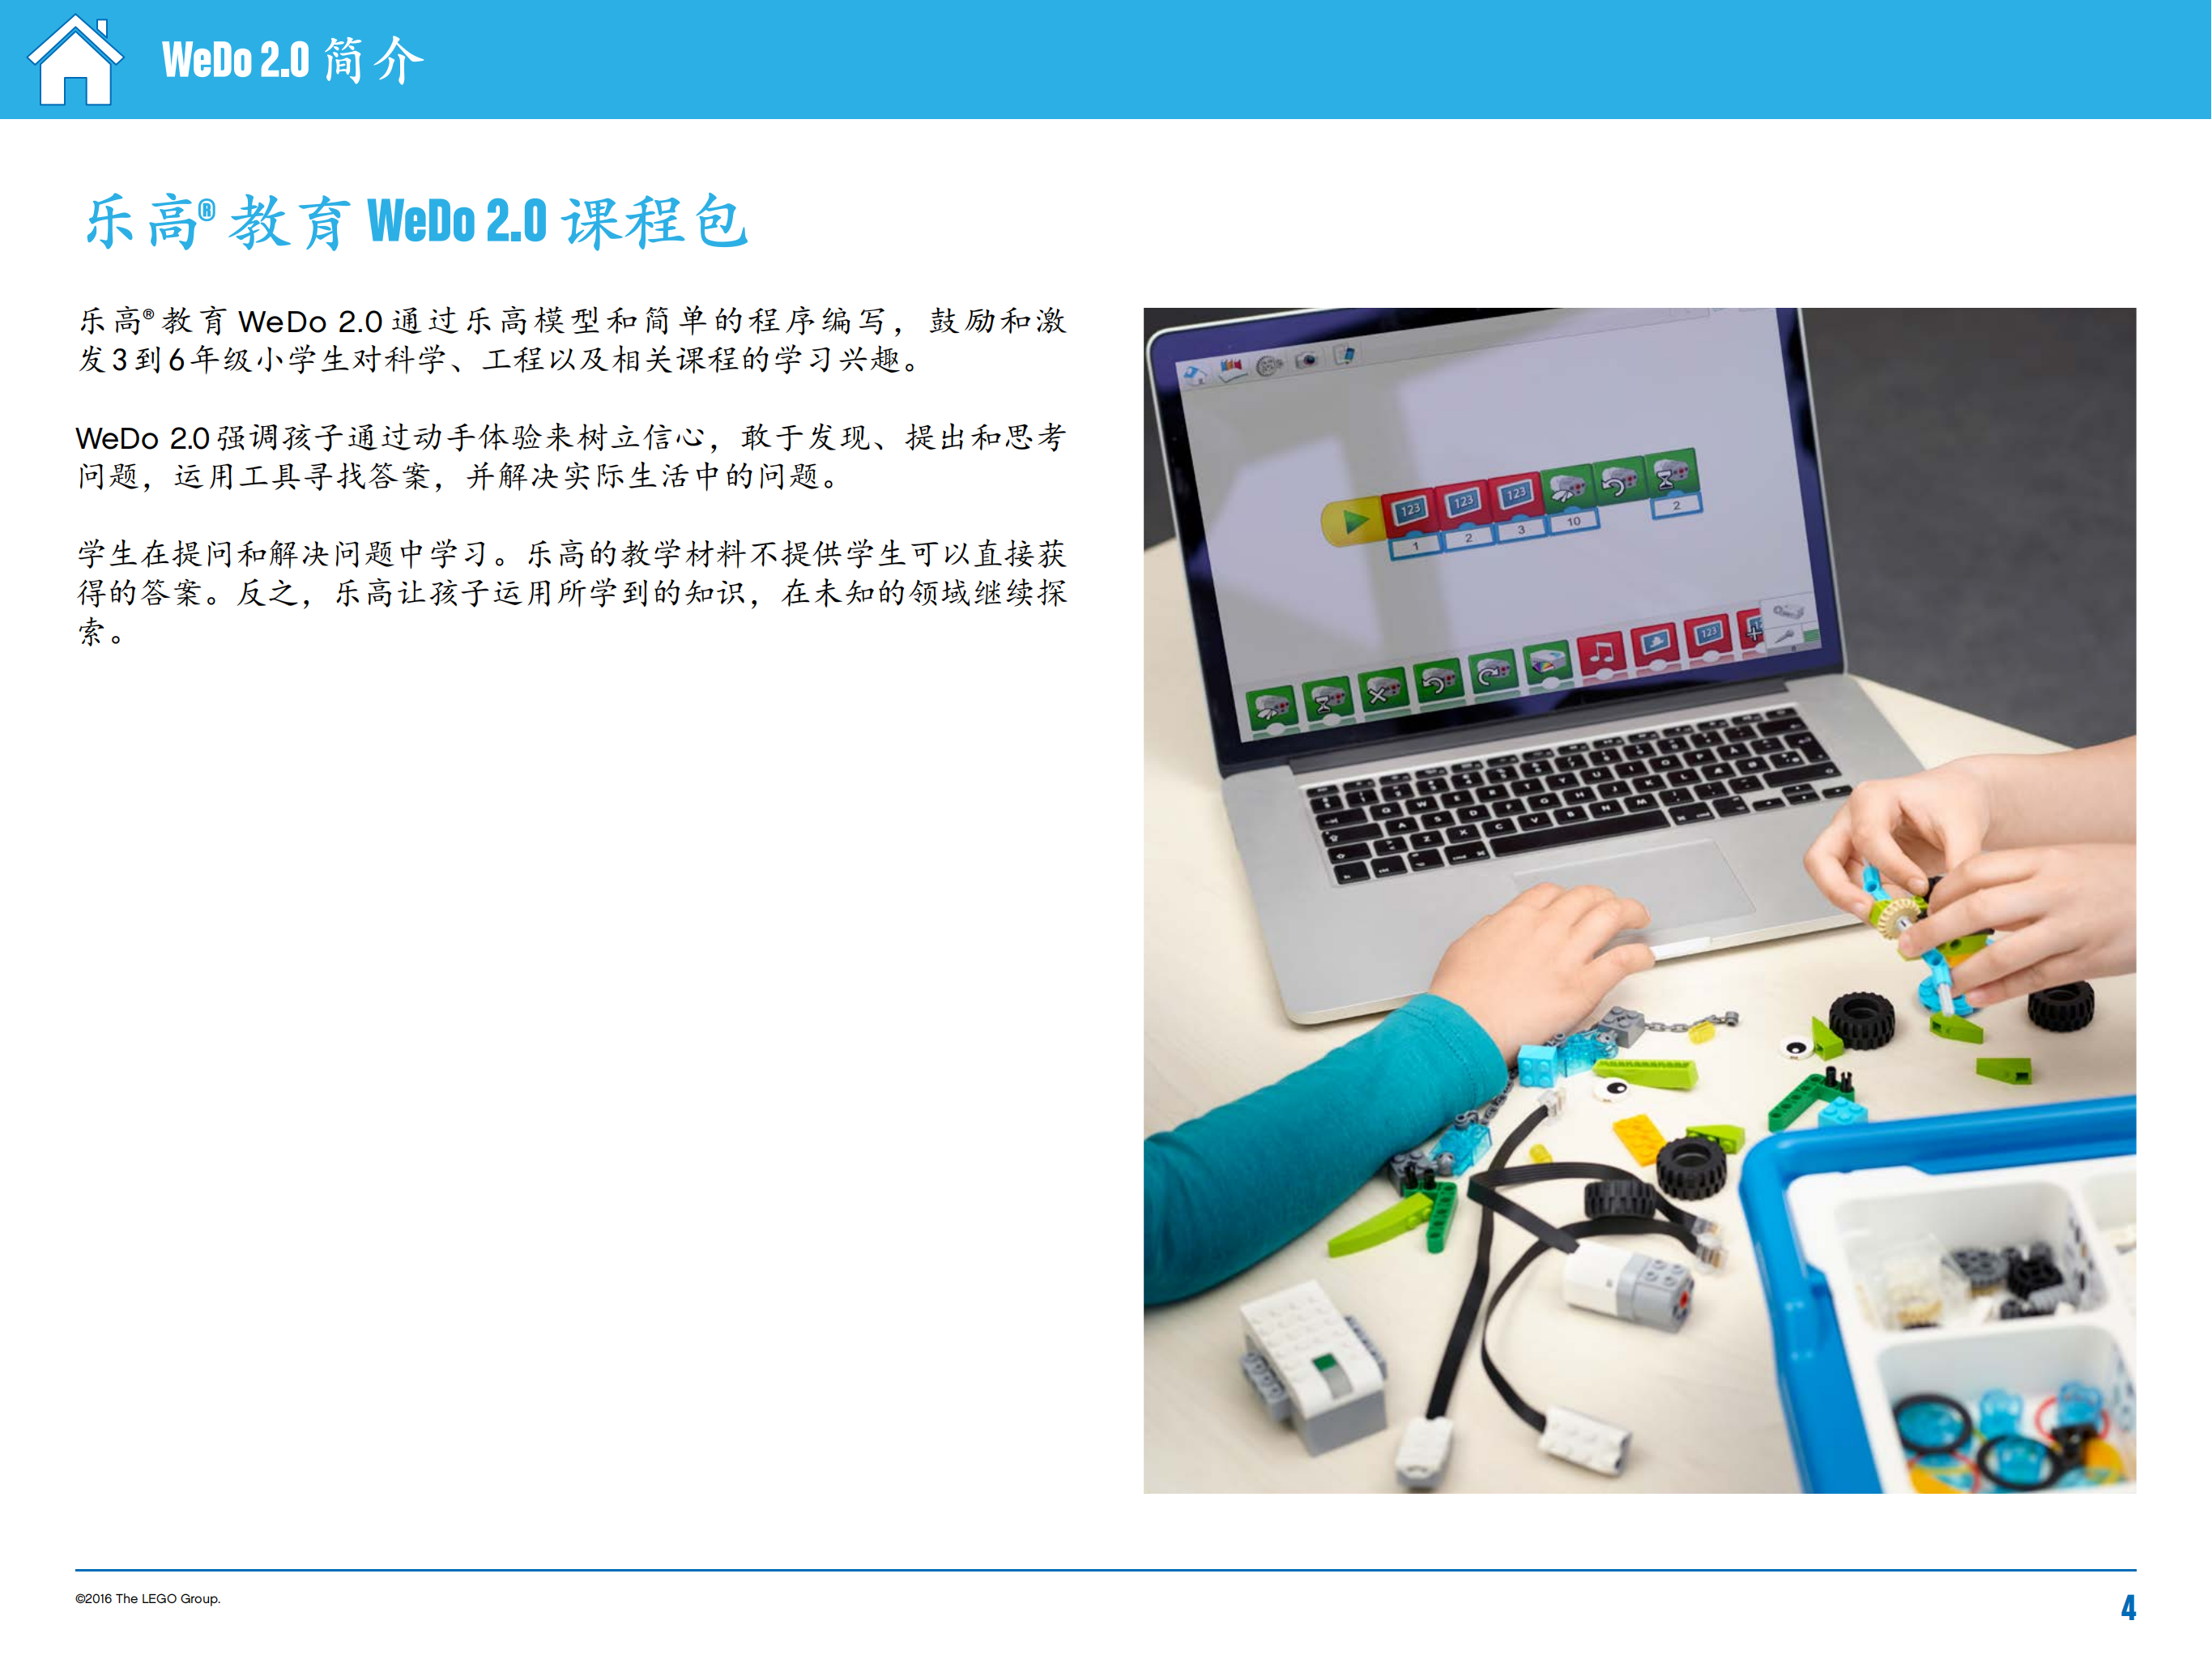 WeDo 2.0 简介
乐高® 教育 WeDo 2.0 课程包
乐高® 教育 WeDo 2.0 通过乐高模型和简单的程序编写，鼓励和激
发 3 到 6 年级小学生对科学、工程以及相关课程的学习兴趣。
WeDo 2.0 强调孩子通过动手体验来树立信心，敢于发现、提出和思考
问题，运用工具寻找答案，并解决实际生活中的问题。
学生在提问和解决问题中学习。乐高的教学材料不提供学生可以直接获
得的答案。反之，乐高让孩子运用所学到的知识，在未知的领域继续探
索。
123 123 123
1 2 3 10 2
123
Q W E R T Y U I O P
A S D F G H J K L
Z X C V B N M
©2016 The LEGO Group.
4